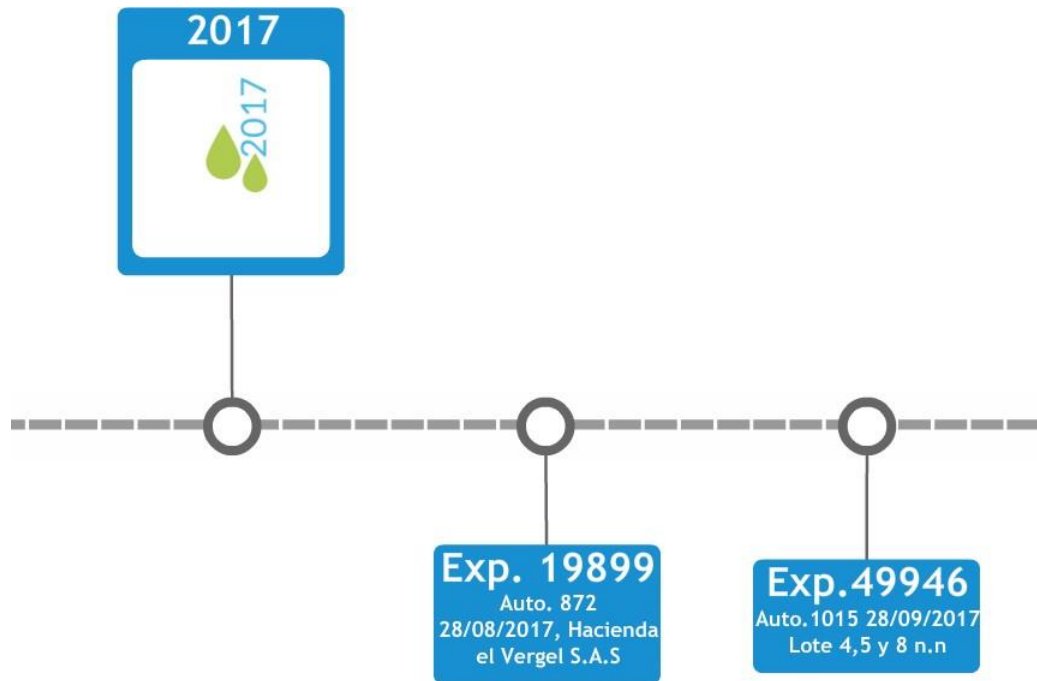 2017
2017
Exp. 19899
Auto. 872
28/08/2017, Hacienda
el Vergel S.A.S
Exp.49946
Auto.1015 28/09/2017
Lote 4,5 y 8 n.n